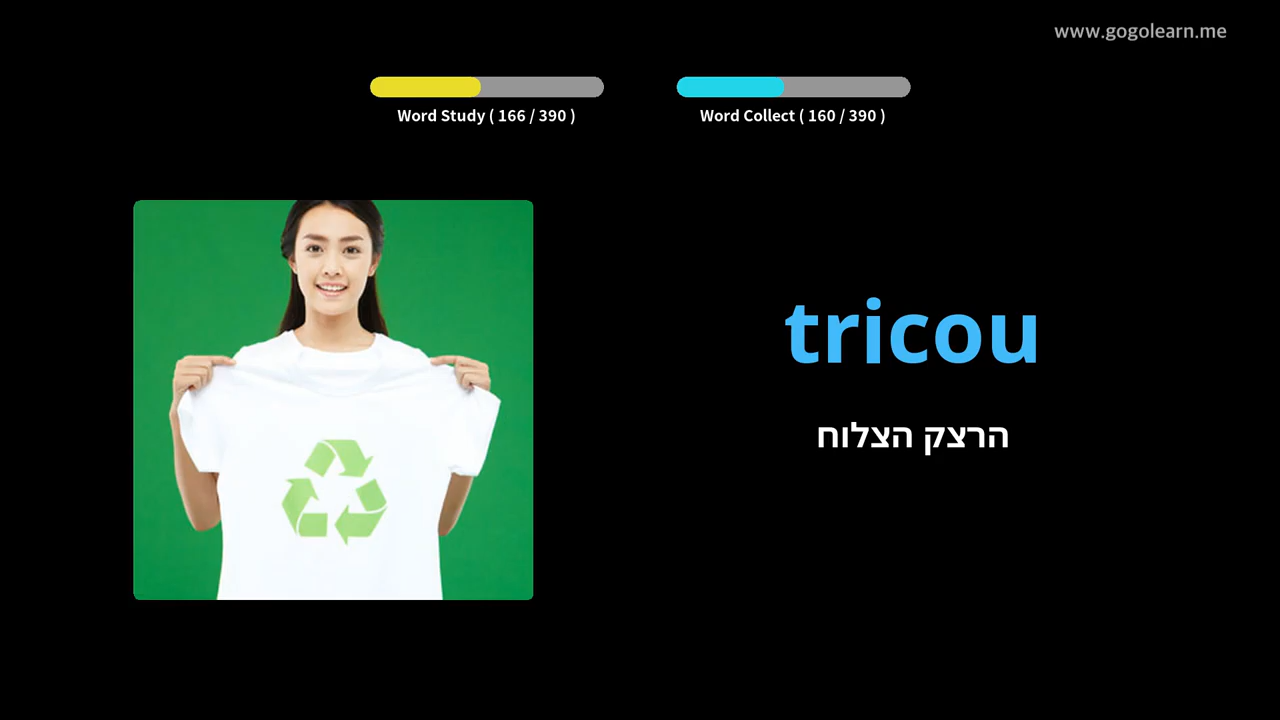 www.gogolearn.me
Word Study ( 166 / 390 )
Word Collect ( 160 / 390 )
tricou
הרצק הצלוח